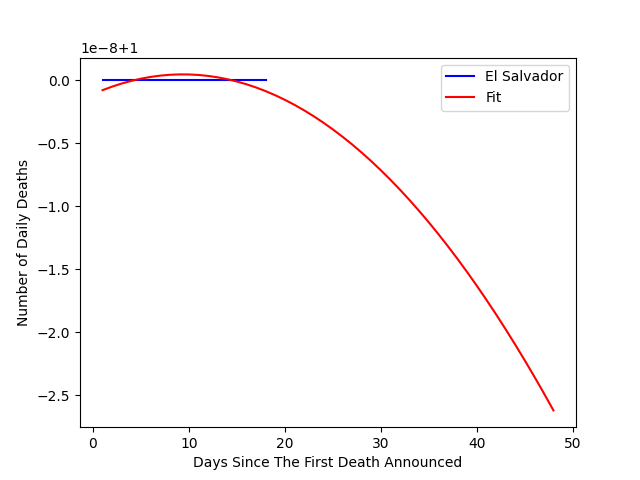 1e−8+1
El Salvador
Fit
Number of Daily Deaths
0.0
−0.5
−1.0
−1.5
−2.0
−2.5
0 10 20 30 40 50
Days Since The First Death Announced